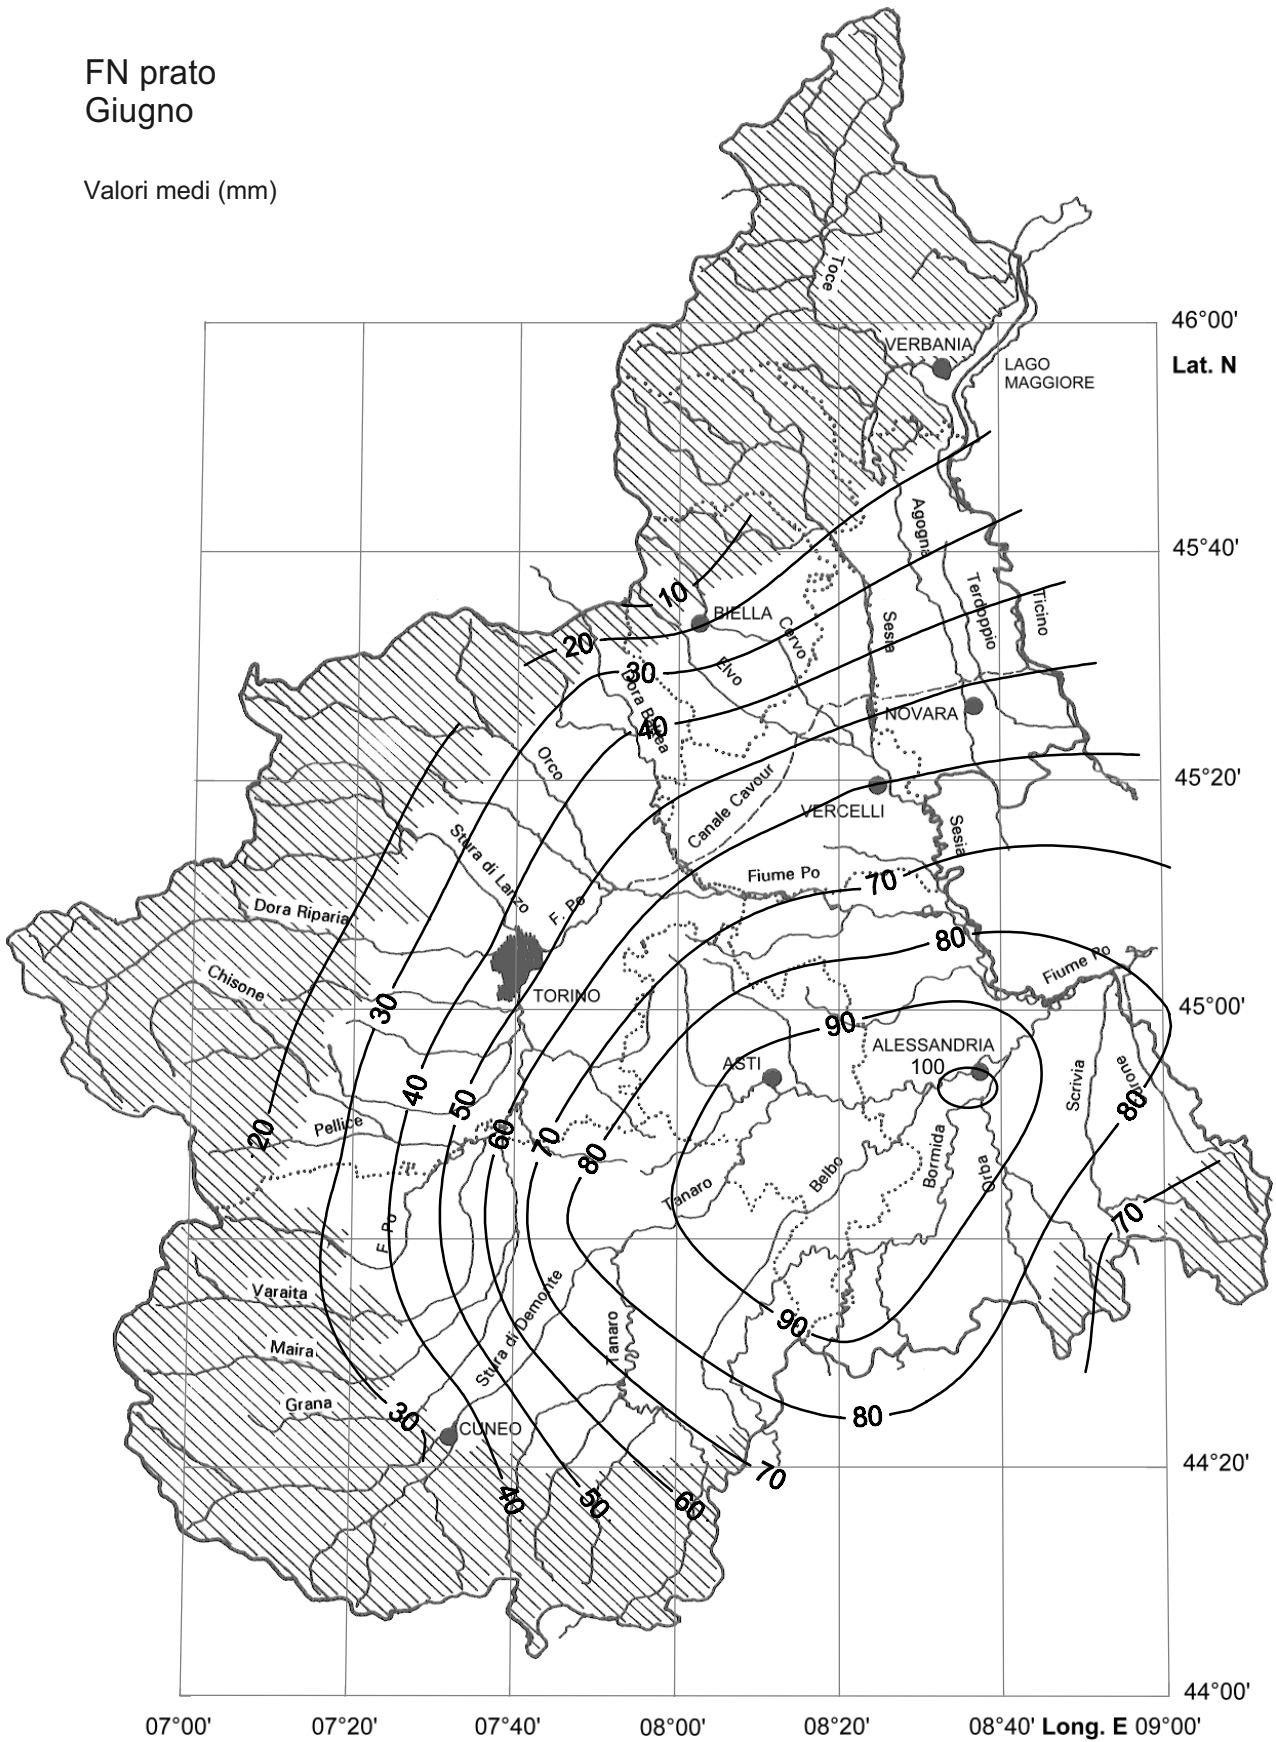 FN prato
Giugno
Valori medi (mm)
Toce
46°00'
VERBANIA
Lat. N
LAGO
MAGGIORE
Agogna
45°40'
Terdoppio
Ticino
10
BIELLA
Cervo
Sesia
20
30
Elvo
Dora Baltea
40
NOVARA
Orco
45°20'
Canale Cavour
VERCELLI
Sesia
Stura di Lanzo
Fiume Po
70
F. Po
Dora Riparia
80
Fiume Po
Chisone
TORINO
30
45°00'
90
ALESSANDRIA
ASTI
100
Scrivia
40
50
80
20
Pellice
60
70
80
Bormida
Belbo
Orba
Tanaro
70
F. Po
Varaita
Stura di Demonte
Tanaro
90
Maira
Grana
30
CUNEO
80
44°20'
40
50
60
70
44°00'
07°00'
07°20'
07°40'
08°00'
08°20'
08°40'
Long. E
09°00'